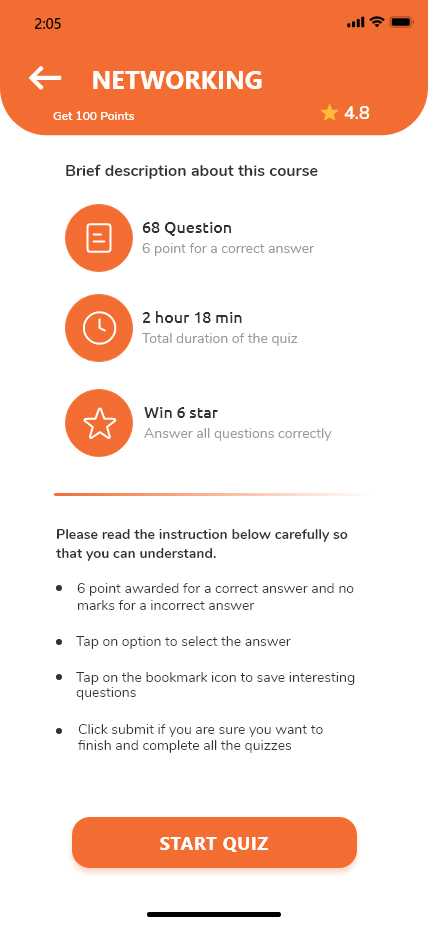 2:05
NETWORKING
Get 100 Points
4.8
Brief description about this course
68 Question
6 point for a correct answer
2 hour 18 min
Total duration of the quiz
Win 6 star
Answer all questions correctly
Please read the instruction below carefully so
that you can understand.
6 point awarded for a correct answer and no
marks for a incorrect answer
Tap on option to select the answer
Tap on the bookmark icon to save interesting
questions
Click submit if you are sure you want to
finish and complete all the quizzes
START QUIZ